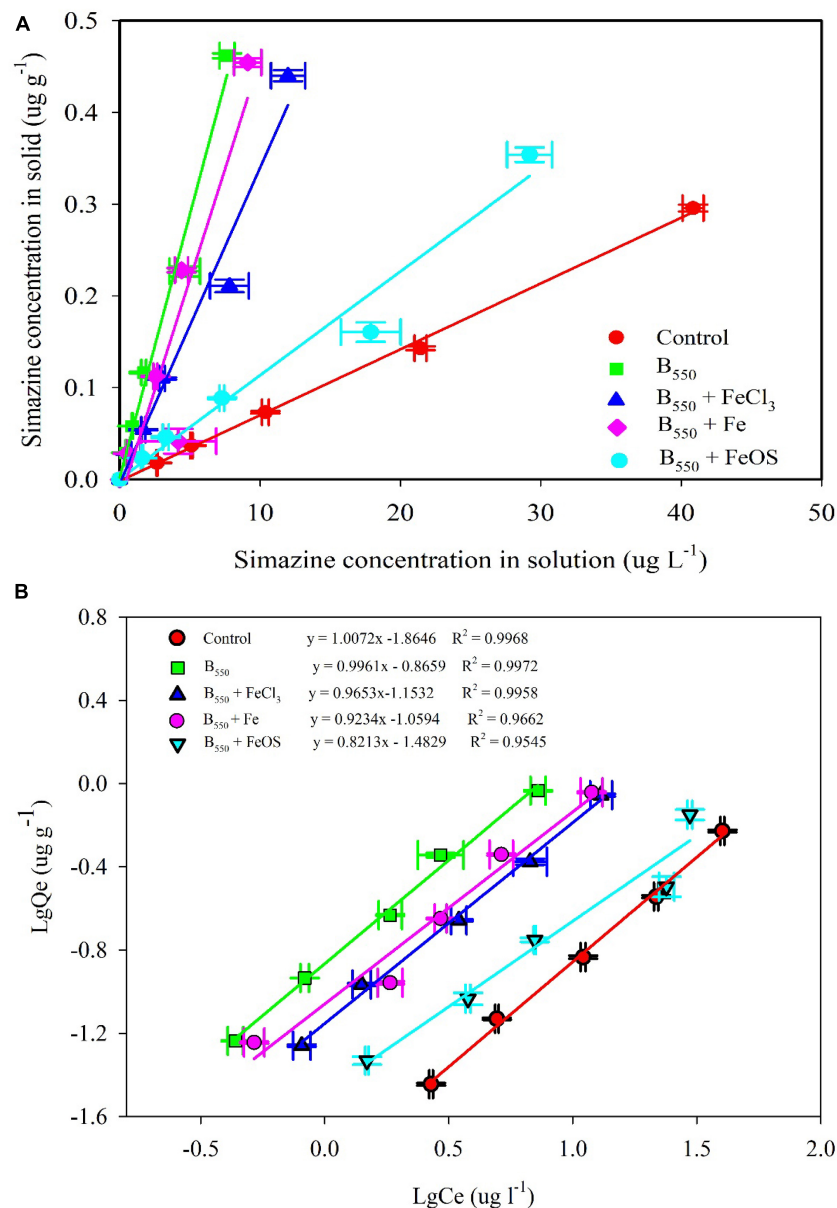 A
Simazine concentration in solid (ug g⁻¹)
0.5
0.4
0.3
0.2
0.1
0.0
Control
B₅₅₀
B₅₅₀ + FeCl₃
B₅₅₀ + Fe
B₅₅₀ + FeOS
0 10 20 30 40 50
Simazine concentration in solution (ug L⁻¹)
B
LgQe (ug g⁻¹)
0.8
0.4
0.0
-0.4
-0.8
-1.2
-1.6
Control y = 1.0072x -1.8646 R² = 0.9968
B₅₅₀ y = 0.9961x - 0.8659 R² = 0.9972
B₅₅₀ + FeCl₃ y = 0.9653x-1.1532 R² = 0.9958
B₅₅₀ + Fe y = 0.9234x -1.0594 R² = 0.9662
B₅₅₀ + FeOS y = 0.8213x - 1.4829 R² = 0.9545
-0.5 0.0 0.5 1.0 1.5 2.0
LgCe (ug l⁻¹)